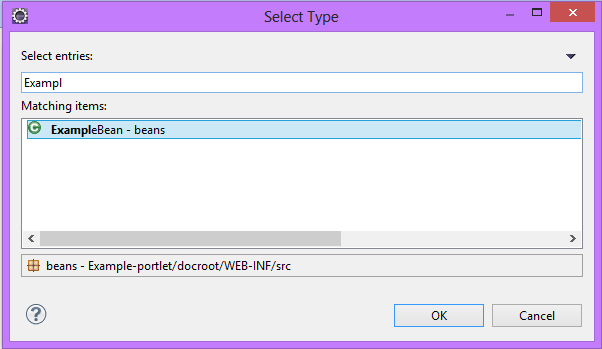 Select Type
Select entries:
Exampl
Matching items:
ExampleBean - beans
beans - Example-portlet/docroot/WEB-INF/src
OK Cancel